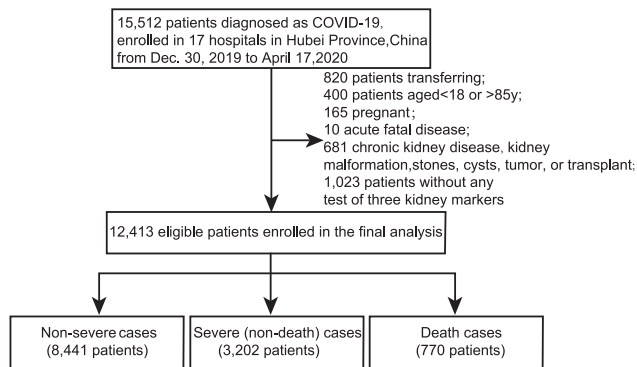 15,512 patients diagnosed as COVID-19,
enrolled in 17 hospitals in Hubei Province,China
from Dec. 30, 2019 to April 17,2020
820 patients transferring;
400 patients aged<18 or >85y;
165 pregnant;
10 acute fatal disease;
681 chronic kidney disease, kidney
malformation,stones, cysts, tumor, or transplant;
1,023 patients without any
test of three kidney markers
12,413 eligible patients enrolled in the final analysis
Non-severe cases
(8,441 patients)
Severe (non-death) cases
(3,202 patients)
Death cases
(770 patients)